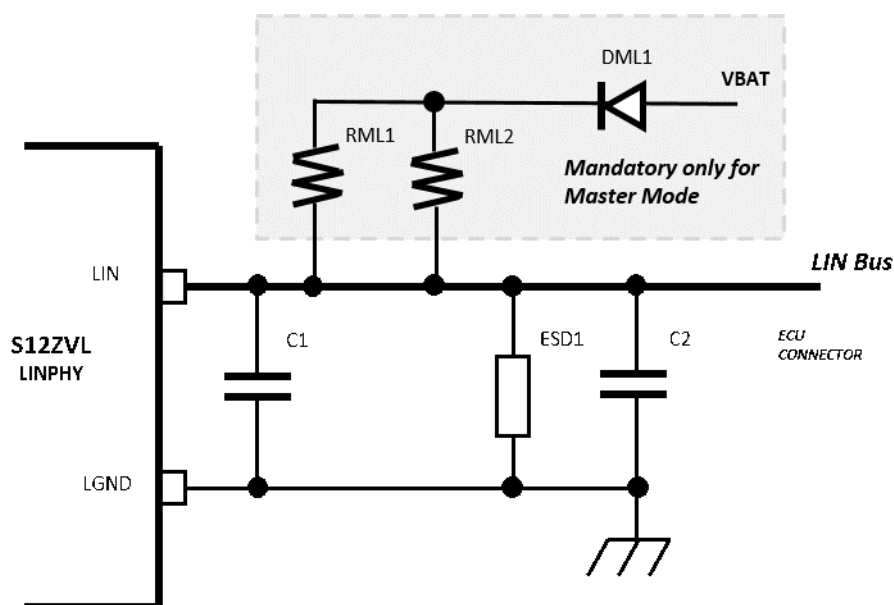 DML1
VBAT
RML1
RML2
Mandatory only for
Master Mode
LIN
LIN Bus
S12ZVL
LINPHY
C1
ESD1
C2
ECU
CONNECTOR
LGND